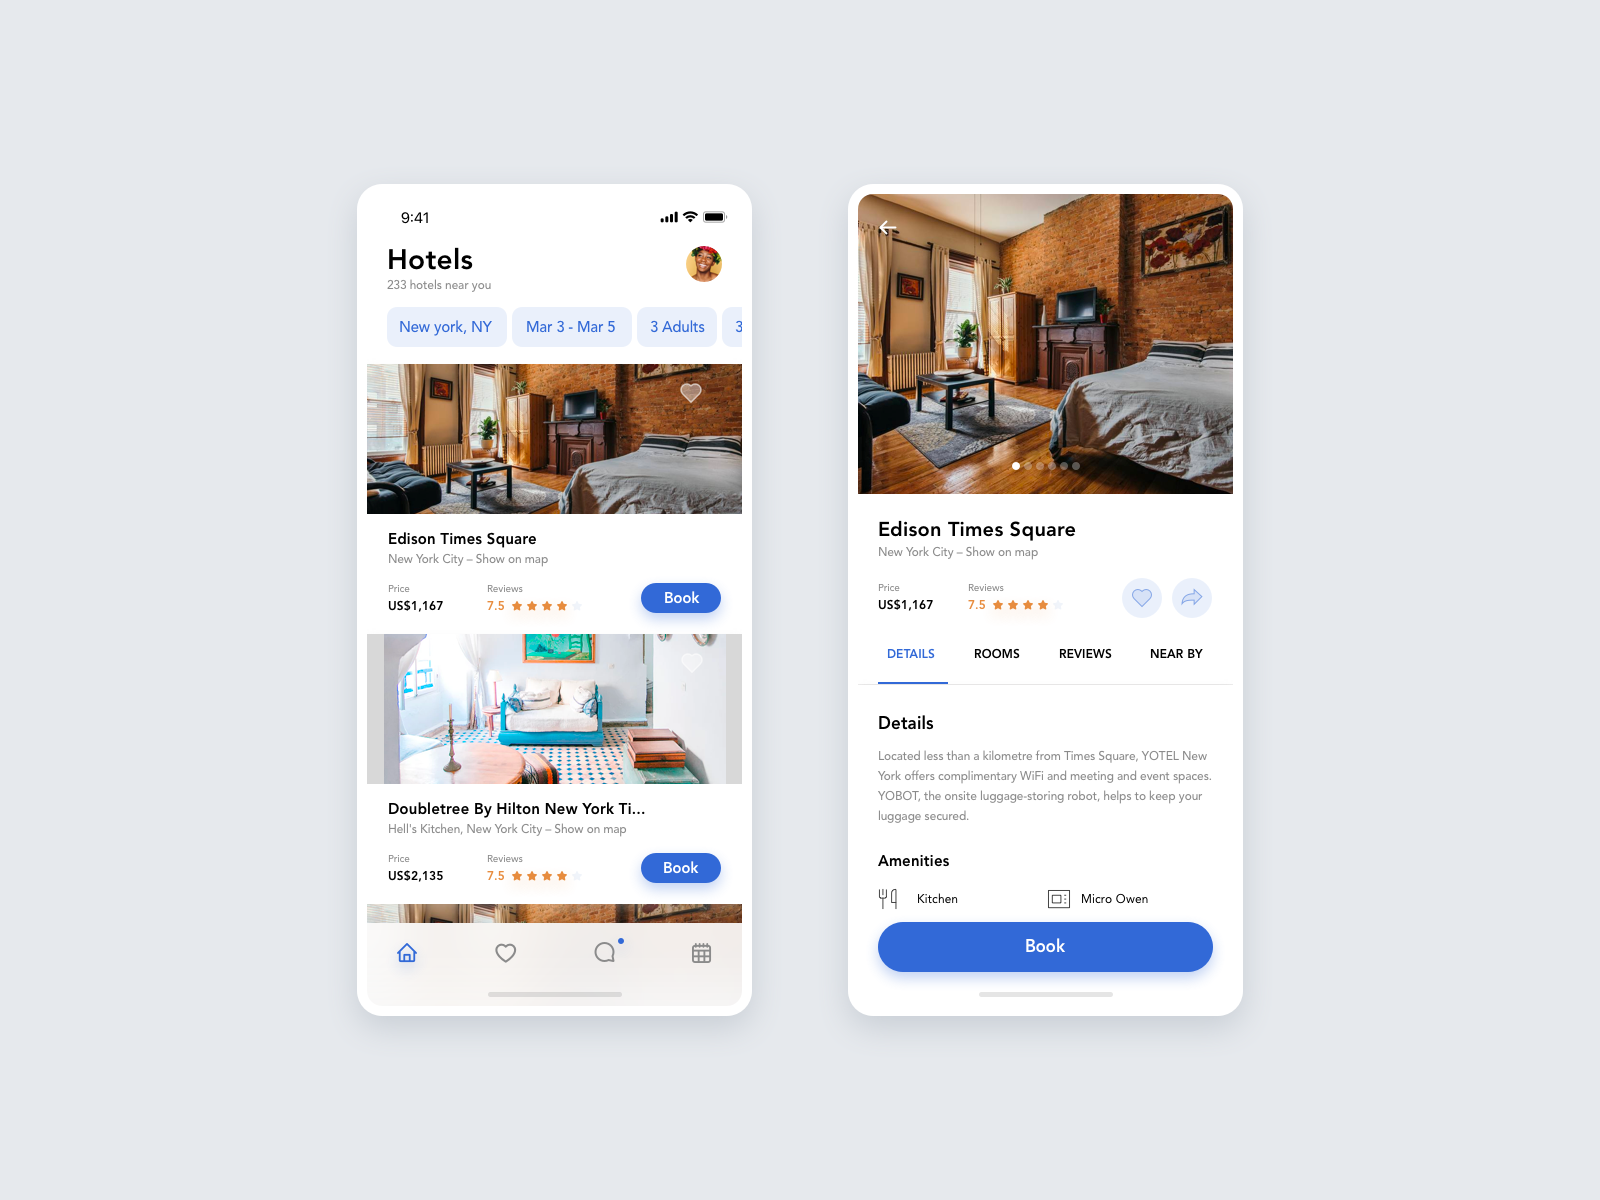 9:41
Hotels
233 hotels near you
New york, NY
Mar 3 - Mar 5
3 Adults
3
Edison Times Square
New York City – Show on map
Price
Reviews
US$1,167
7.5
Book
Doubletree By Hilton New York Ti...
Hell's Kitchen, New York City – Show on map
Price
Reviews
US$2,135
7.5
Book
Edison Times Square
New York City – Show on map
Price
Reviews
US$1,167
7.5
DETAILS
ROOMS
REVIEWS
NEAR BY
Details
Located less than a kilometre from Times Square, YOTEL New
York offers complimentary WiFi and meeting and event spaces.
YOBOT, the onsite luggage-storing robot, helps to keep your
luggage secured.
Amenities
Kitchen
Micro Owen
Book